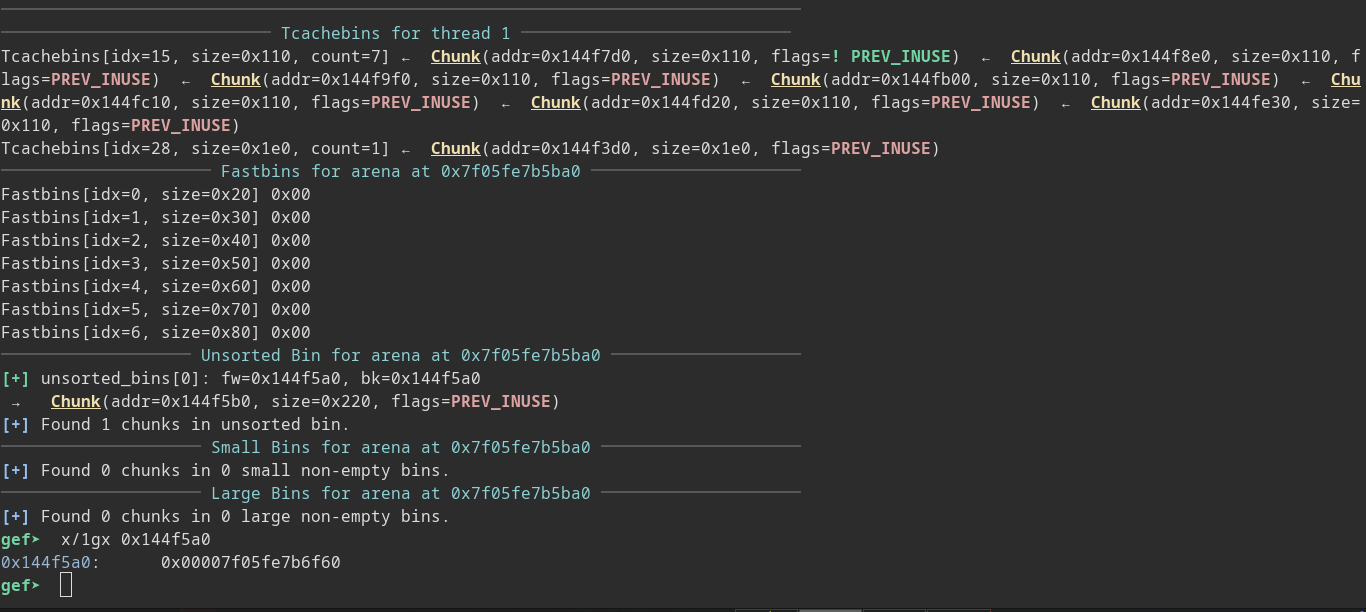 Tcachebins for thread 1
Tcachebins[idx=15, size=0x110, count=7] ← Chunk(addr=0x144f7d0, size=0x110, flags=! PREV_INUSE) ← Chunk(addr=0x144f8e0, size=0x110, f
lags=PREV_INUSE) ← Chunk(addr=0x144f9f0, size=0x110, flags=PREV_INUSE) ← Chunk(addr=0x144fb00, size=0x110, flags=PREV_INUSE) ← Chu
nk(addr=0x144fc10, size=0x110, flags=PREV_INUSE) ← Chunk(addr=0x144fd20, size=0x110, flags=PREV_INUSE) ← Chunk(addr=0x144fe30, size=
0x110, flags=PREV_INUSE)
Tcachebins[idx=28, size=0x1e0, count=1] ← Chunk(addr=0x144f3d0, size=0x1e0, flags=PREV_INUSE)
Fastbins for arena at 0x7f05fe7b5ba0
Fastbins[idx=0, size=0x20] 0x00
Fastbins[idx=1, size=0x30] 0x00
Fastbins[idx=2, size=0x40] 0x00
Fastbins[idx=3, size=0x50] 0x00
Fastbins[idx=4, size=0x60] 0x00
Fastbins[idx=5, size=0x70] 0x00
Fastbins[idx=6, size=0x80] 0x00
Unsorted Bin for arena at 0x7f05fe7b5ba0
[+] unsorted_bins[0]: fw=0x144f5a0, bk=0x144f5a0
→ Chunk(addr=0x144f5b0, size=0x220, flags=PREV_INUSE)
[+] Found 1 chunks in unsorted bin.
Small Bins for arena at 0x7f05fe7b5ba0
[+] Found 0 chunks in 0 small non-empty bins.
Large Bins for arena at 0x7f05fe7b5ba0
[+] Found 0 chunks in 0 large non-empty bins.
gef➤ x/1gx 0x144f5a0
0x144f5a0: 0x00007f05fe7b6f60
gef➤